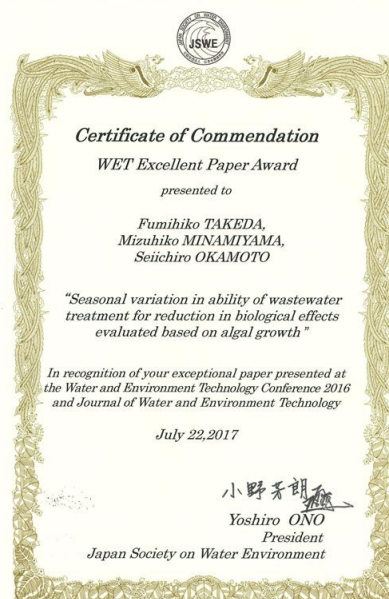 JSWE
Certificate of Commendation
WET Excellent Paper Award
presented to
Fumihiko TAKEDA,
Mizuhiko MINAMIYAMA,
Seiichiro OKAMOTO
"Seasonal variation in ability of wastewater
treatment for reduction in biological effects
evaluated based on algal growth"
In recognition of your exceptional paper presented at
the Water and Environment Technology Conference 2016
and Journal of Water and Environment Technology
July 22,2017
小野芳朗
Yoshiro ONO
President
Japan Society on Water Environment